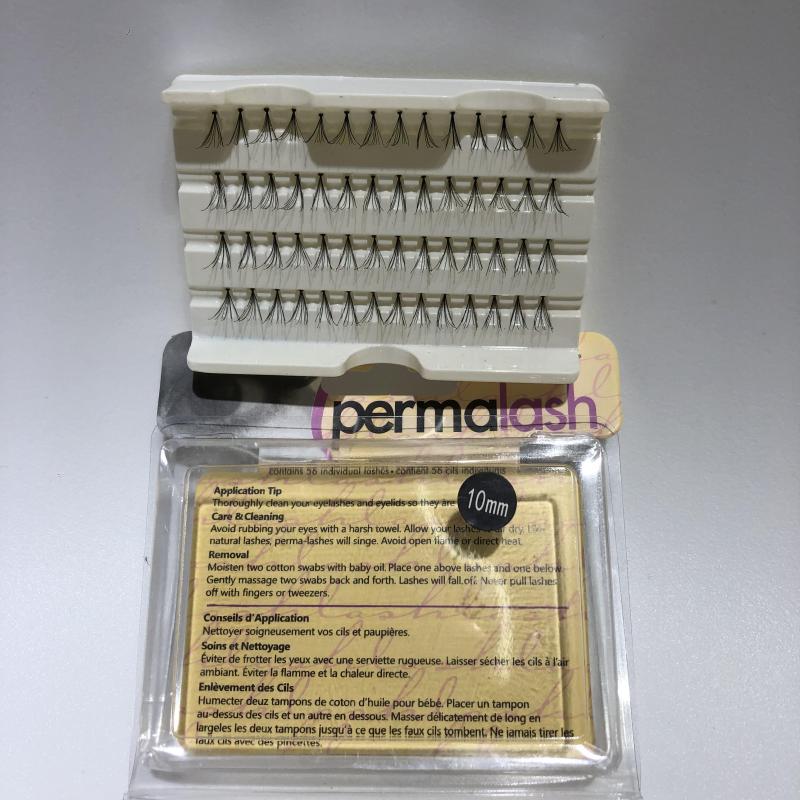 permalash
contains 56 individual lashes • contient 56 cils individuels
Application Tip
Thoroughly clean your eyelashes and eyelids so they are
10mm
Care & Cleaning
Avoid rubbing your eyes with a harsh towel. Allow your lashes air dry. Like
natural lashes, perma-lashes will singe. Avoid open flame or direct heat.
Removal
Moisten two cotton swabs with baby oil. Place one above lashes and one below.
Gently massage two swabs back and forth. Lashes will fall off. Never pull lashes
off with fingers or tweezers.
Conseils d'Application
Nettoyer soigneusement vos cils et paupières.
Soins et Nettoyage
Éviter de frotter les yeux avec une serviette rugueuse. Laisser sécher les cils à l'air
ambiant. Éviter la flamme et la chaleur directe.
Enlèvement des Cils
Humecter deuz tampons de coton d'huile pour bébé. Placer un tampon
au-dessus des cils et un autre en dessous. Masser délicatement de long en
largeles les deux tampons jusqu'à ce que les faux cils tombent. Ne jamais tirer les
faux cils avec des pincettes.